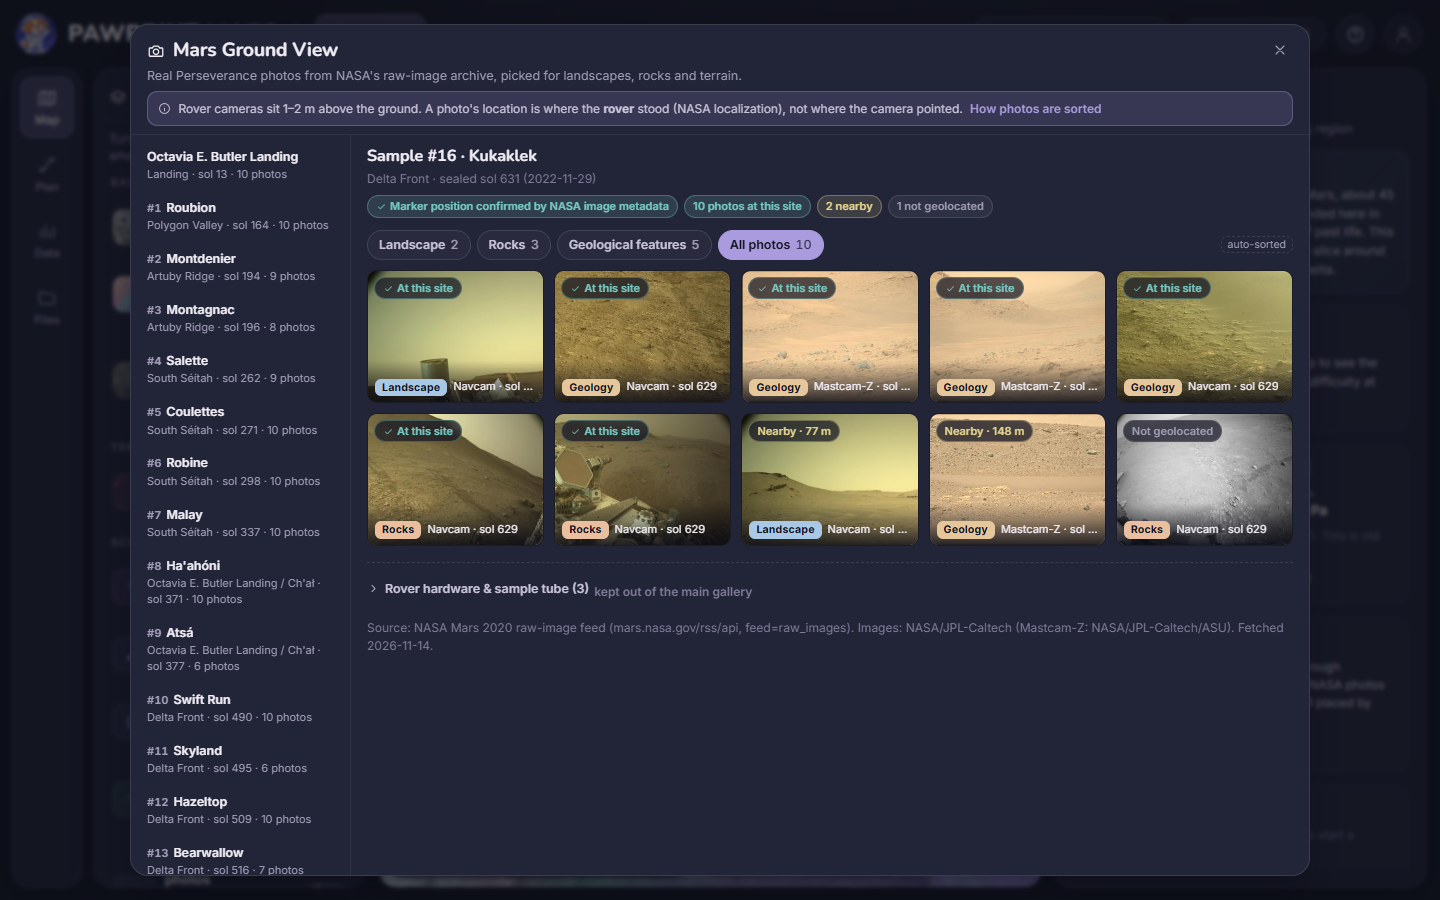 PAWP
Map
Plan
Data
Files
Mars Ground View
Real Perseverance photos from NASA's raw-image archive, picked for landscapes, rocks and terrain.
Rover cameras sit 1–2 m above the ground. A photo's location is where the rover stood (NASA localization), not where the camera pointed. How photos are sorted
Octavia E. Butler Landing
Landing · sol 13 · 10 photos
#1 Roubion
Polygon Valley · sol 164 · 10 photos
#2 Montdenier
Artuby Ridge · sol 194 · 9 photos
#3 Montagnac
Artuby Ridge · sol 196 · 8 photos
#4 Salette
South Séítah · sol 262 · 9 photos
#5 Coulettes
South Séítah · sol 271 · 10 photos
#6 Robine
South Séítah · sol 298 · 10 photos
#7 Malay
South Séítah · sol 337 · 10 photos
#8 Ha'ahóni
Octavia E. Butler Landing / Ch'ał ·
sol 371 · 10 photos
#9 Atsá
Octavia E. Butler Landing / Ch'ał ·
sol 377 · 6 photos
#10 Swift Run
Delta Front · sol 490 · 10 photos
#11 Skyland
Delta Front · sol 495 · 6 photos
#12 Hazeltop
Delta Front · sol 509 · 10 photos
#13 Bearwallow
Delta Front · sol 516 · 7 photos
Sample #16 · Kukaklek
Delta Front · sealed sol 631 (2022-11-29)
✓ Marker position confirmed by NASA image metadata 10 photos at this site 2 nearby 1 not geolocated
Landscape 2 Rocks 3 Geological features 5 All photos 10 auto-sorted
✓ At this site ✓ At this site ✓ At this site ✓ At this site ✓ At this site
Landscape Navcam · sol ... Geology Navcam · sol 629 Geology Mastcam-Z · sol ... Geology Mastcam-Z · sol ... Geology Navcam · sol 629
✓ At this site ✓ At this site Nearby · 77 m Nearby · 148 m Not geolocated
Rocks Navcam · sol 629 Rocks Navcam · sol 629 Landscape Navcam · sol ... Geology Mastcam-Z · sol ... Rocks Navcam · sol 629
Rover hardware & sample tube (3) kept out of the main gallery
Source: NASA Mars 2020 raw-image feed (mars.nasa.gov/rss/api, feed=raw_images). Images: NASA/JPL-Caltech (Mastcam-Z: NASA/JPL-Caltech/ASU). Fetched
2026-11-14.
photos